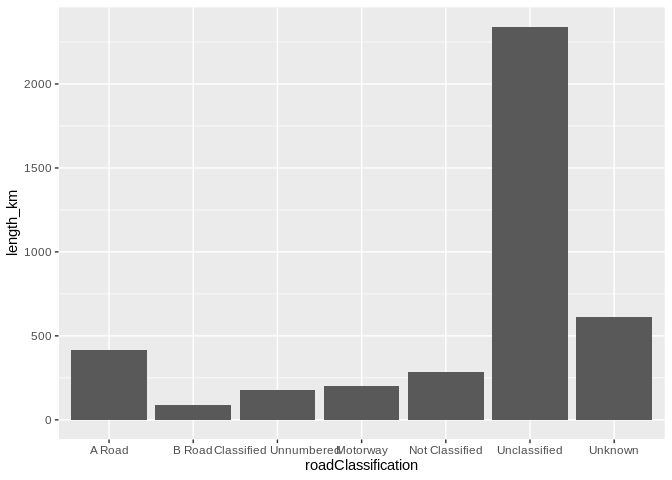 length_km
2000
1500
1000
500
0
A Road B Road Classified Unnumbered Motorway Not Classified Unclassified Unknown
roadClassification